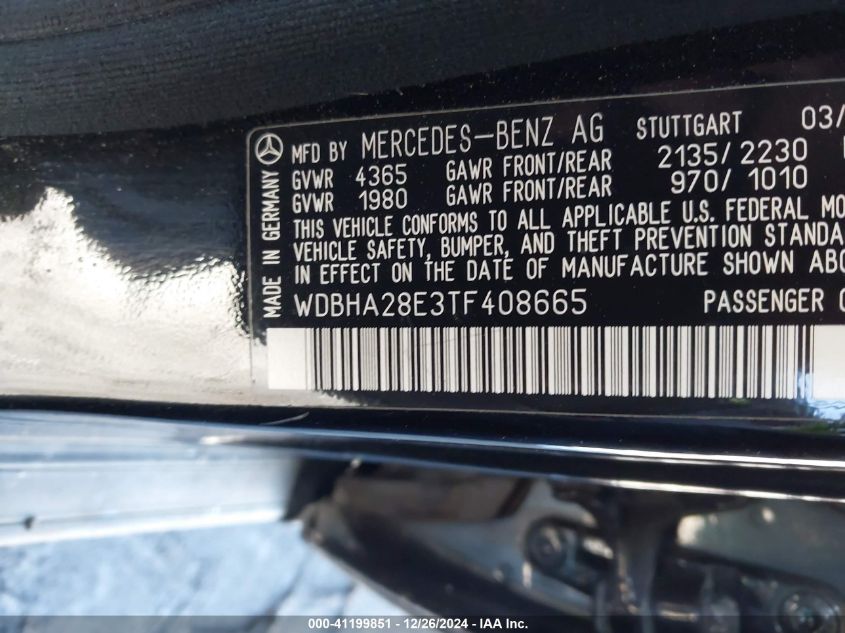 MADE IN GERMANY
MFD BY MERCEDES-BENZ AG STUTTGART 03/
GVWR 4365 GAWR FRONT/REAR 2135/2230
GVWR 1980 GAWR FRONT/REAR 970/1010
THIS VEHICLE CONFORMS TO ALL APPLICABLE U.S. FEDERAL MO
VEHICLE SAFETY, BUMPER, AND THEFT PREVENTION STANDA
IN EFFECT ON THE DATE OF MANUFACTURE SHOWN ABO
WDBHA28E3TF408665 PASSENGER
000-41199851 - 12/26/2024 - IAA Inc.